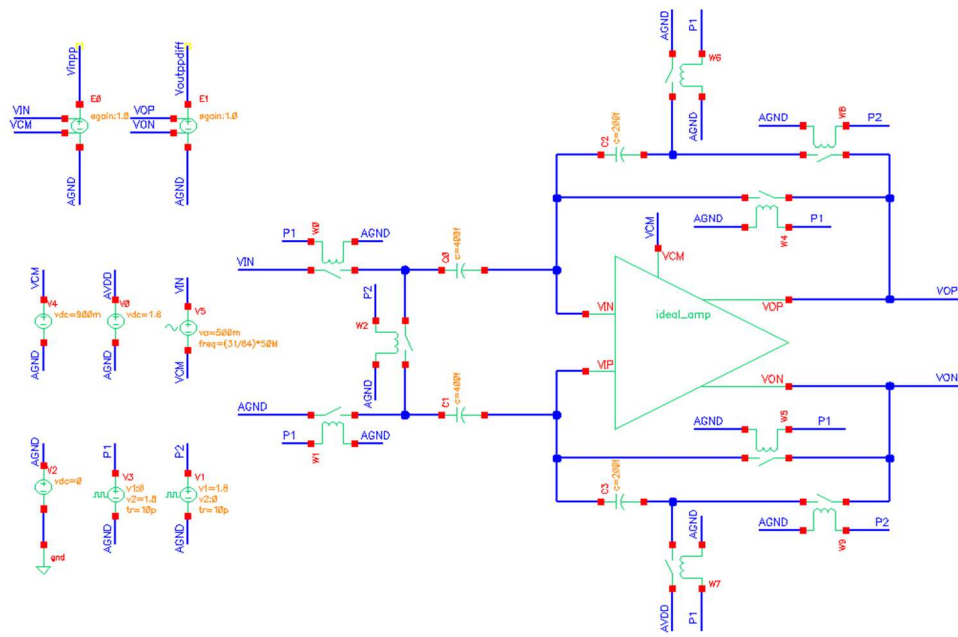 Vinpp
E0
egain:1.0
VIN
VCM
AGND
Voutppdiff
E1
egain:1.0
VOP
VON
AGND
VCM
V4
vdc=900m
AGND
AVDD
V0
vdc=1.8
AGND
VIN
V5
va=500m
freq=(31/64)*50M
VCM
AGND
V2
vdc=0
gnd
P1
V3
v1:0
v2=1.8
tr=10p
AGND
P2
V1
v1=1.8
v2:0
tr=10p
AGND
P1
W0
AGND
VIN
P2
W2
AGND
AGND
P1
W1
AGND
C0
c=400f
C1
c=400f
AGND
P1
W6
AGND
C2
c=200f
AGND
W8
P2
AGND
W4
P1
VCM
VCM
VIN
VIP
ideal_amp
VOP
VON
VOP
VON
AGND
W5
P1
C3
c=200f
AGND
W9
P2
AGND
W7
AVDD
P1